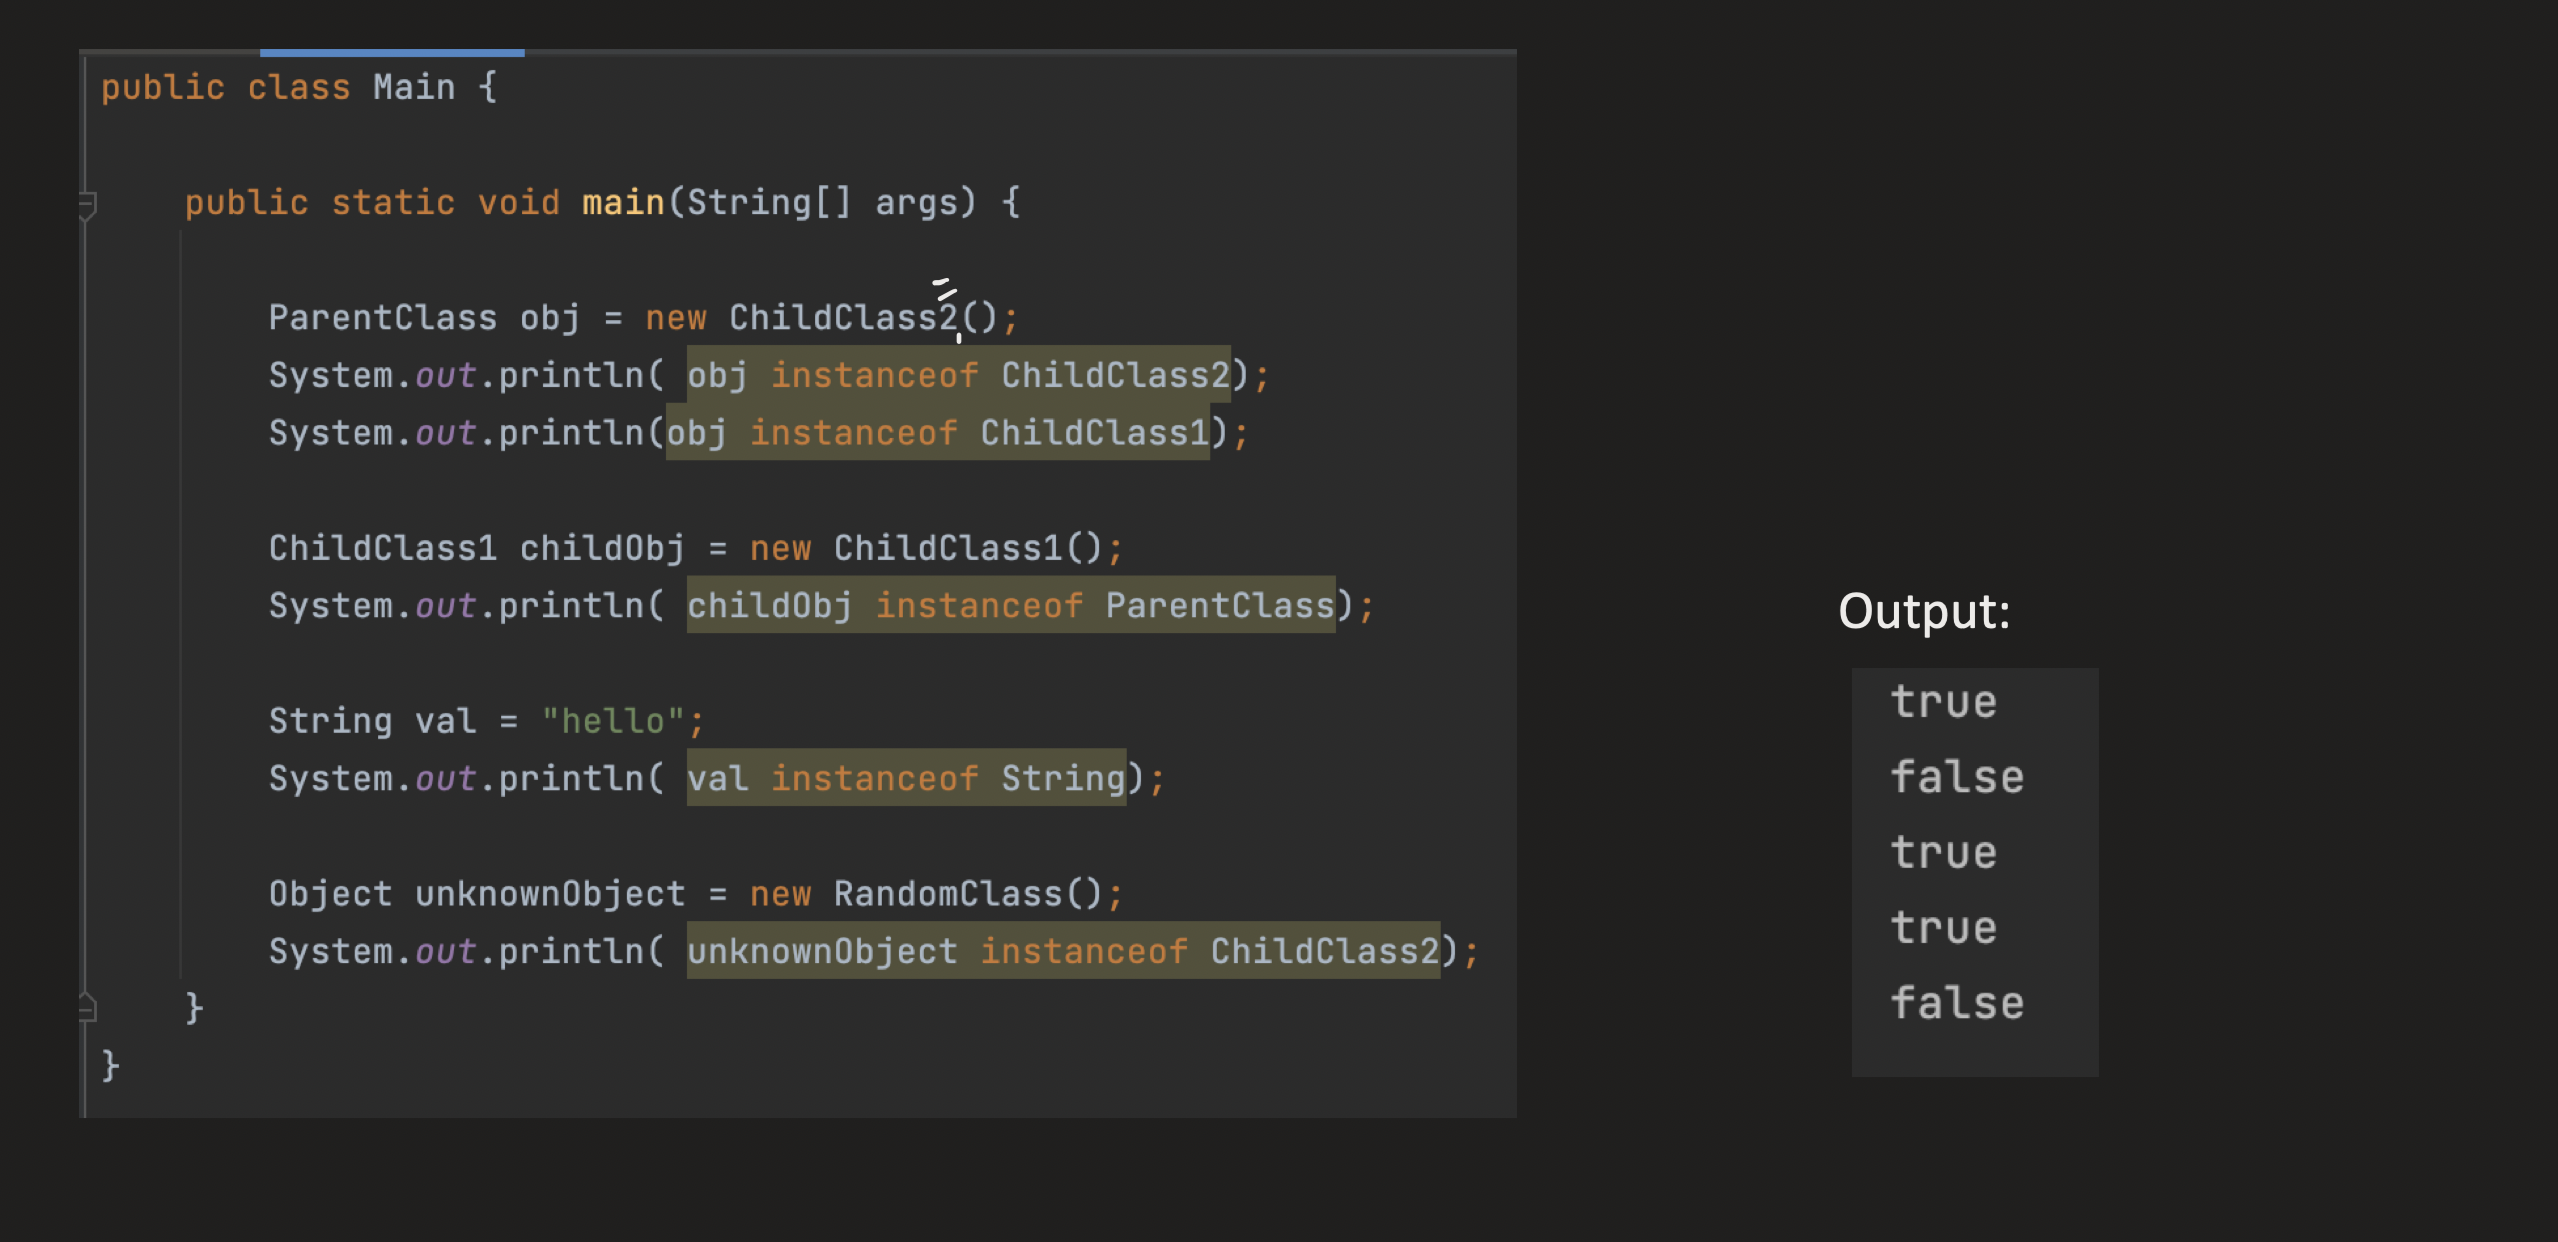 public class Main {
public static void main(String[] args) {
ParentClass obj = new ChildClass2();
System.out.println( obj instanceof ChildClass2);
System.out.println(obj instanceof ChildClass1);
ChildClass1 childObj = new ChildClass1();
System.out.println( childObj instanceof ParentClass);
String val = "hello";
System.out.println( val instanceof String);
Object unknownObject = new RandomClass();
System.out.println( unknownObject instanceof ChildClass2);
}
}
Output:
true
false
true
true
false